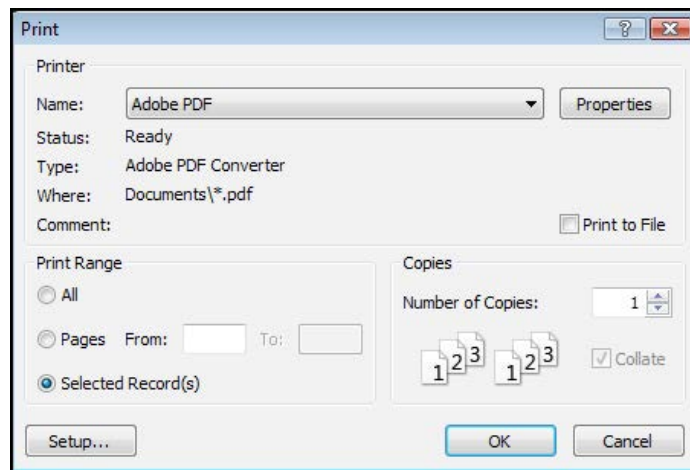 Print
Printer
Name: Adobe PDF Properties
Status: Ready
Type: Adobe PDF Converter
Where: Documents\*.pdf
Comment: Print to File
Print Range
All
Pages From: To:
Selected Record(s)
Copies
Number of Copies: 1
1 2 3 1 2 3
Collate
Setup... OK Cancel